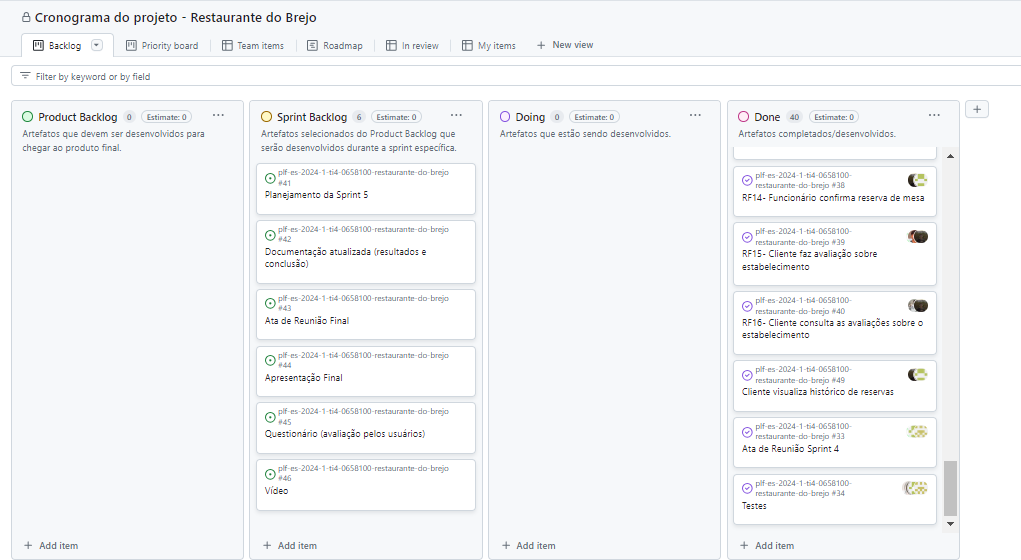 Cronograma do projeto - Restaurante do Brejo
Backlog
Priority board
Team items
Roadmap
In review
My items
New view
Filter by keyword or by field
Product Backlog 0 Estimate: 0
Artefatos que devem ser desenvolvidos para
chegar ao produto final.
Add item
Sprint Backlog 6 Estimate: 0
Artefatos selecionados do Product Backlog que
serão desenvolvidos durante a sprint específica.
plf-es-2024-1-ti4-0658100-restaurante-do-brejo
#41
Planejamento da Sprint 5
plf-es-2024-1-ti4-0658100-restaurante-do-brejo
#42
Documentação atualizada (resultados e
conclusão)
plf-es-2024-1-ti4-0658100-restaurante-do-brejo
#43
Ata de Reunião Final
plf-es-2024-1-ti4-0658100-restaurante-do-brejo
#44
Apresentação Final
plf-es-2024-1-ti4-0658100-restaurante-do-brejo
#45
Questionário (avaliação pelos usuários)
plf-es-2024-1-ti4-0658100-restaurante-do-brejo
#46
Vídeo
Add item
Doing 0 Estimate: 0
Artefatos que estão sendo desenvolvidos.
Add item
Done 40 Estimate: 0
Artefatos completados/desenvolvidos.
plf-es-2024-1-ti4-0658100-
restaurante-do-brejo #38
RF14- Funcionário confirma reserva de mesa
plf-es-2024-1-ti4-0658100-
restaurante-do-brejo #39
RF15- Cliente faz avaliação sobre
estabelecimento
plf-es-2024-1-ti4-0658100-
restaurante-do-brejo #40
RF16- Cliente consulta as avaliações sobre o
estabelecimento
plf-es-2024-1-ti4-0658100-
restaurante-do-brejo #49
Cliente visualiza histórico de reservas
plf-es-2024-1-ti4-0658100-
restaurante-do-brejo #33
Ata de Reunião Sprint 4
plf-es-2024-1-ti4-0658100-
restaurante-do-brejo #34
Testes
Add item